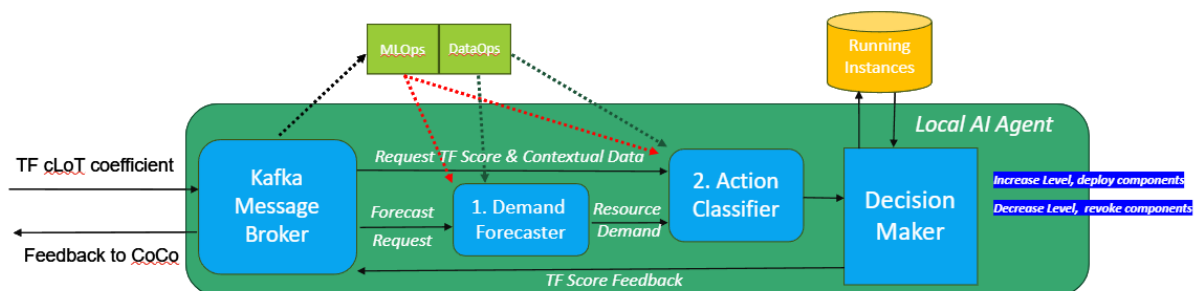 MLOps
DataOps
Running
Instances
Local AI Agent
TF cLoT coefficient
Feedback to CoCo
Kafka
Message
Broker
Request TF Score & Contextual Data
Forecast
Request
1. Demand
Forecaster
Resource
Demand
2. Action
Classifier
Decision
Maker
Increase Level, deploy components
Decrease Level, revoke components
TF Score Feedback